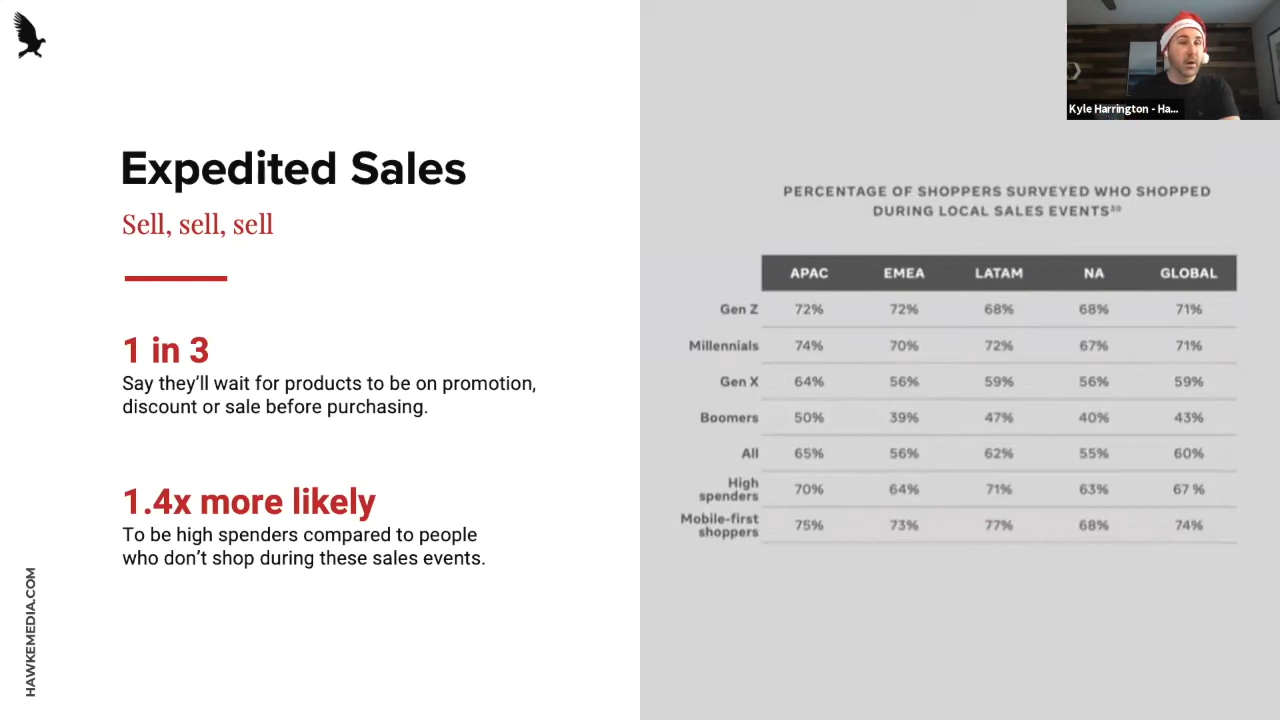 Expedited Sales
Sell, sell, sell
1 in 3
Say they’ll wait for products to be on promotion,
discount or sale before purchasing.
1.4x more likely
To be high spenders compared to people
who don’t shop during these sales events.
HAWKEMEDIA.COM
Kyle Harrington - Ha...
PERCENTAGE OF SHOPPERS SURVEYED WHO SHOPPED
DURING LOCAL SALES EVENTS³⁰
APAC EMEA LATAM NA GLOBAL
Gen Z 72% 72% 68% 68% 71%
Millennials 74% 70% 72% 67% 71%
Gen X 64% 56% 59% 56% 59%
Boomers 50% 39% 47% 40% 43%
All 65% 56% 62% 55% 60%
High
spenders 70% 64% 71% 63% 67 %
Mobile-first
shoppers 75% 73% 77% 68% 74%